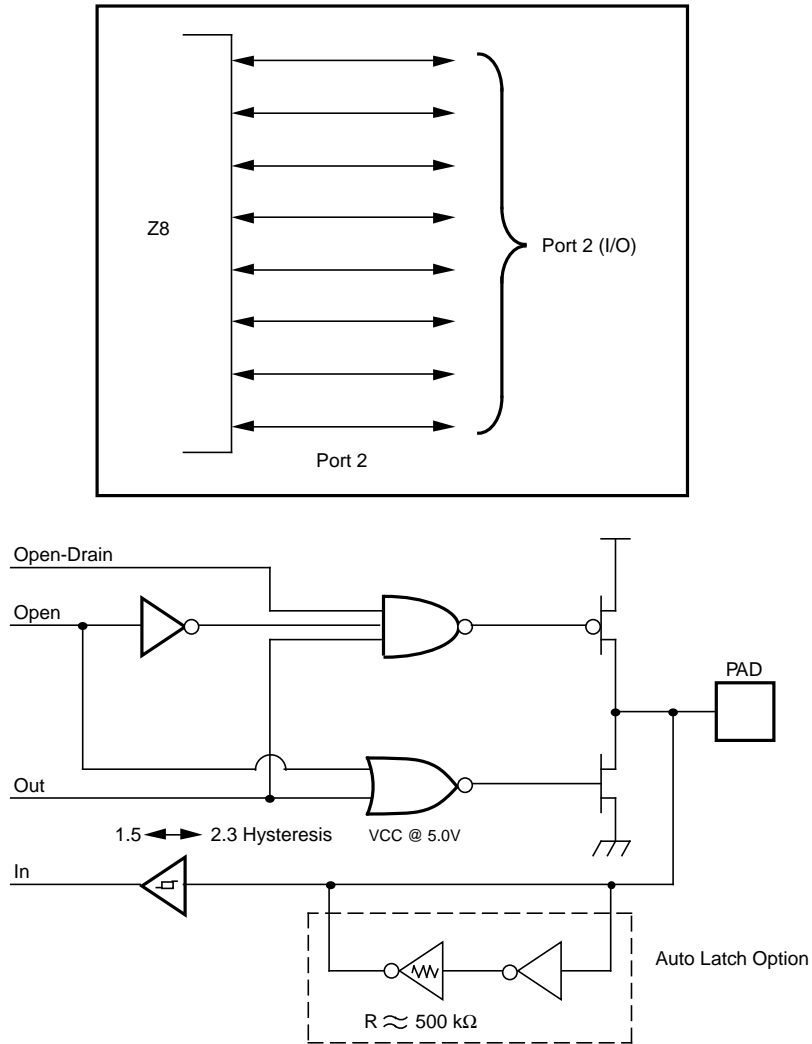 Z8
Port 2 (I/O)
Port 2
Open-Drain
Open
PAD
Out
1.5 2.3 Hysteresis VCC @ 5.0V
In
Auto Latch Option
R ≈ 500 kΩ